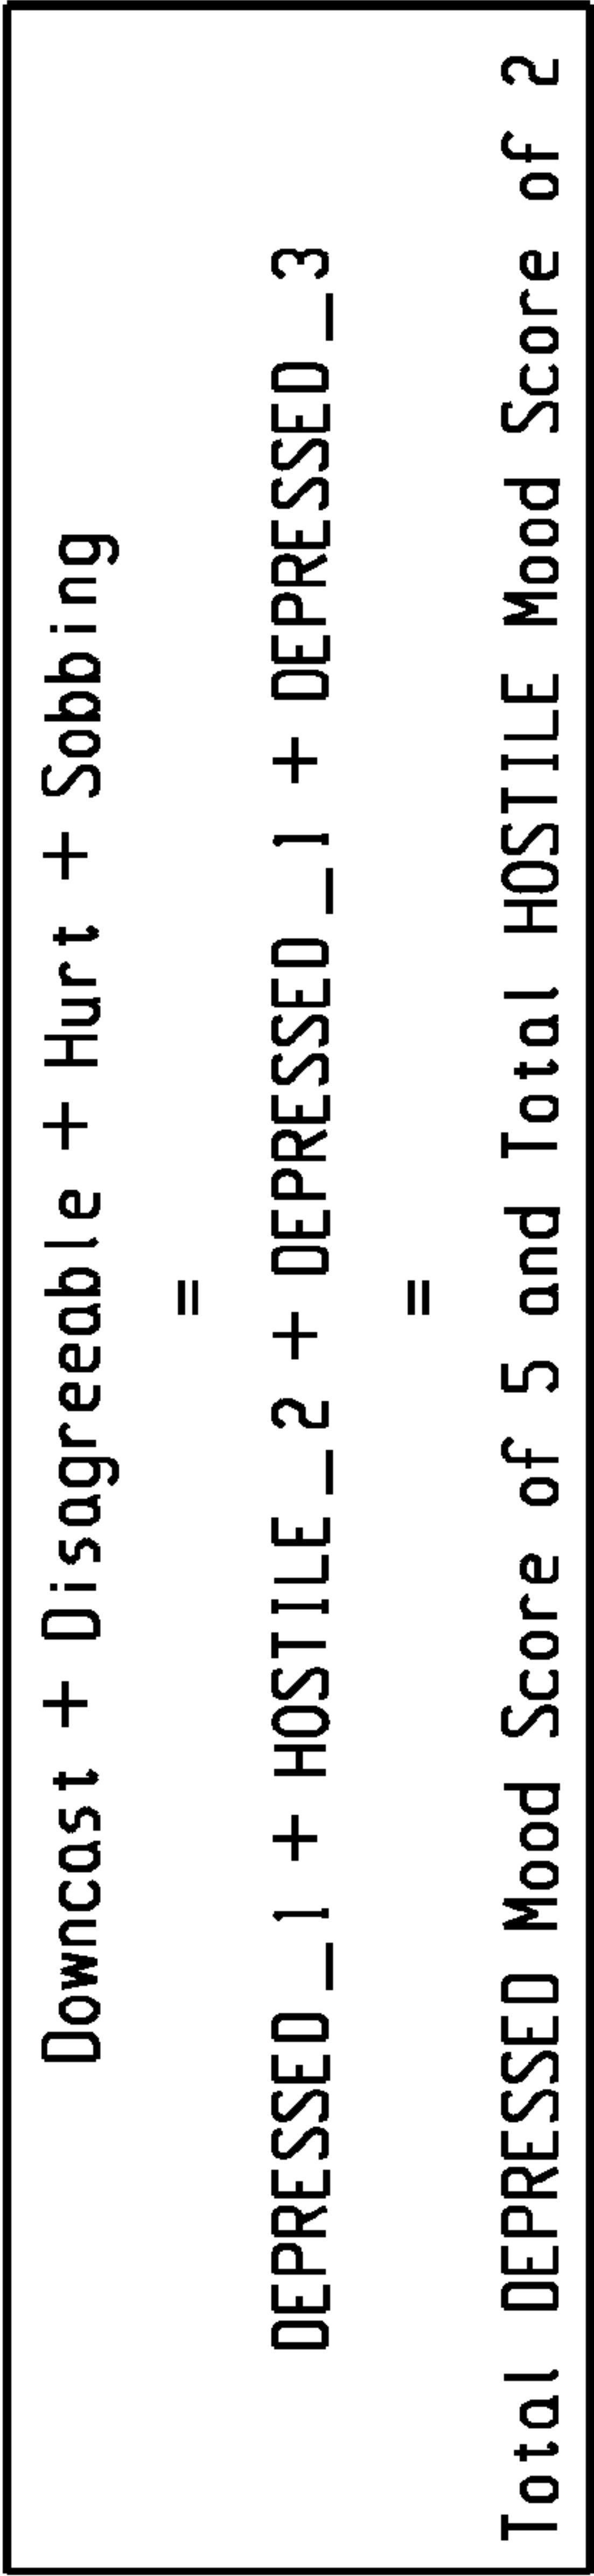 Downcast + Disagreeable + Hurt + Sobbing
=
DEPRESSED_1 + HOSTILE_2 + DEPRESSED_1 + DEPRESSED_3
=
Total DEPRESSED Mood Score of 5 and Total HOSTILE Mood Score of 2